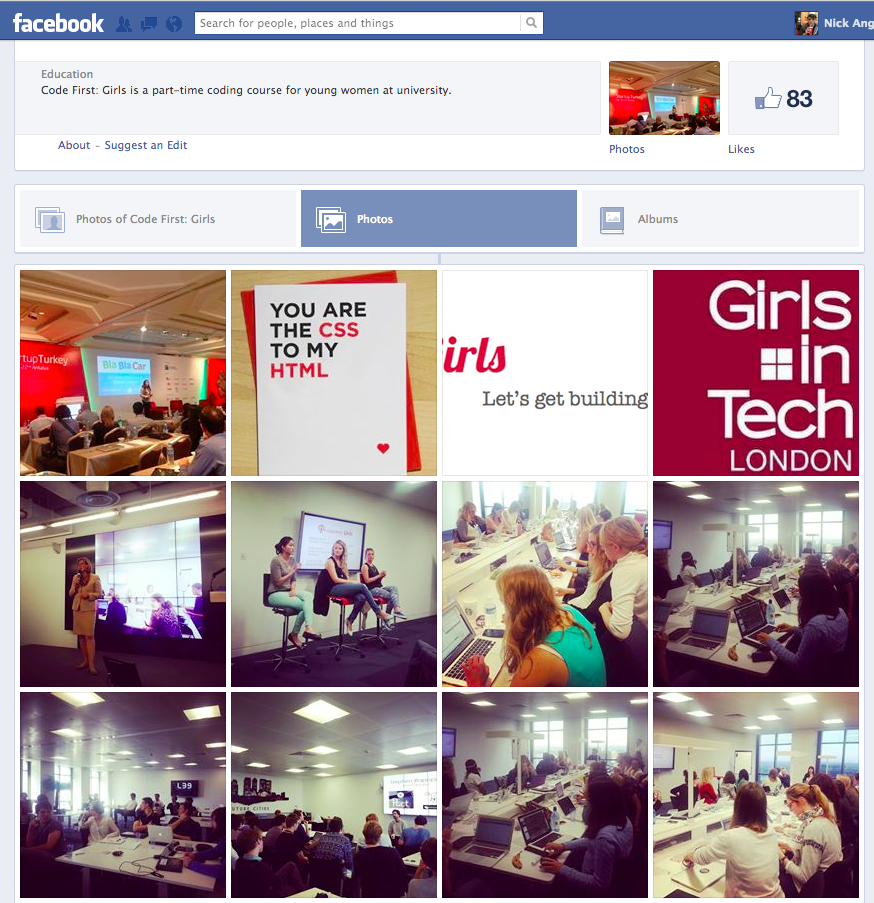 facebook
Search for people, places and things
Nick Ang
Education
Code First: Girls is a part-time coding course for young women at university.
83
About - Suggest an Edit
Photos
Likes
Photos of Code First: Girls
Photos
Albums
rtupTurkey
Bla Bla Car
YOU ARE
THE CSS
TO MY
HTML
irls
Let's get building
Girls
in
Tech
LONDON
L39
FUTURE CITIES